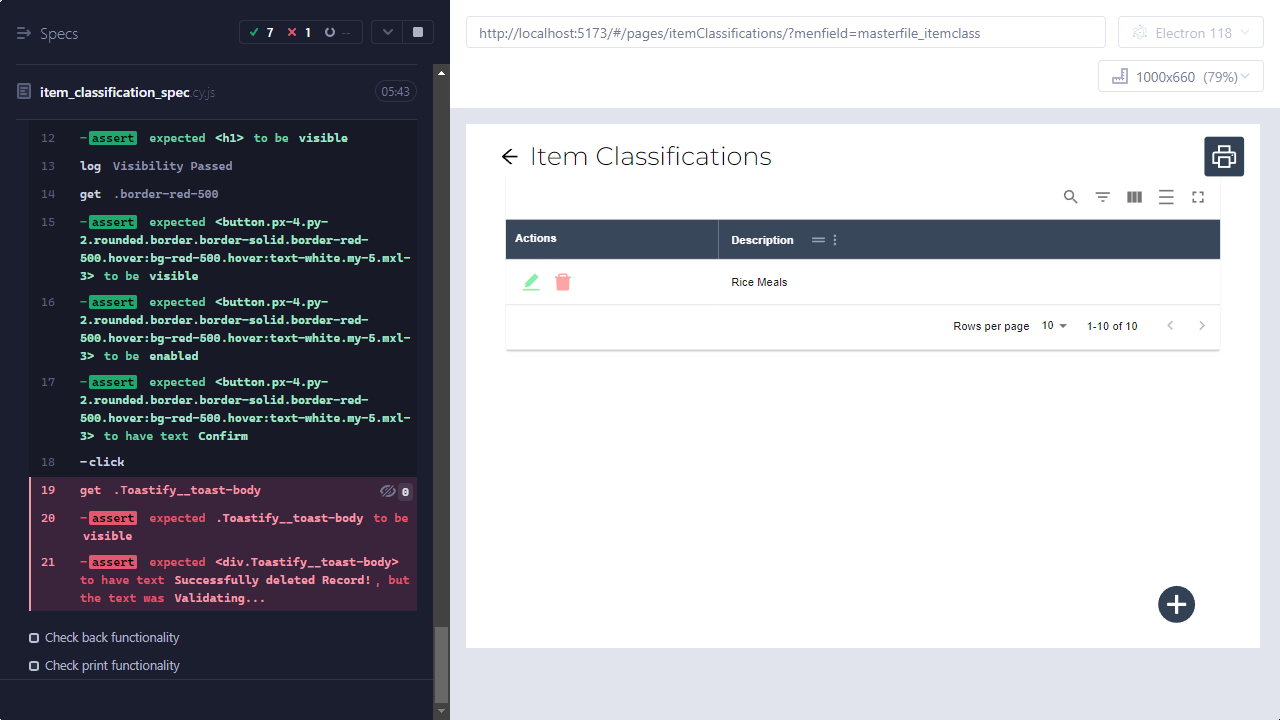 Specs
7
1
--
item_classification_spec.cy.js
05:43
12 -assert expected <h1> to be visible
13 log Visibility Passed
14 get .border-red-500
15 -assert expected <button.px-4.py-
2.rounded.border.border-solid.border-red-
500.hover:bg-red-500.hover:text-white.my-5.mxl-
3> to be visible
16 -assert expected <button.px-4.py-
2.rounded.border.border-solid.border-red-
500.hover:bg-red-500.hover:text-white.my-5.mxl-
3> to be enabled
17 -assert expected <button.px-4.py-
2.rounded.border.border-solid.border-red-
500.hover:bg-red-500.hover:text-white.my-5.mxl-
3> to have text Confirm
18 -click
19 get .Toastify__toast-body 0
20 -assert expected .Toastify__toast-body to be
visible
21 -assert expected <div.Toastify__toast-body>
to have text Successfully deleted Record!, but
the text was Validating...
Check back functionality
Check print functionality
http://localhost:5173/#/pages/itemClassifications/?menfield=masterfile_itemclass
Electron 118
1000x660 (79%)
Item Classifications
Actions
Description
Rice Meals
Rows per page 10 1-10 of 10